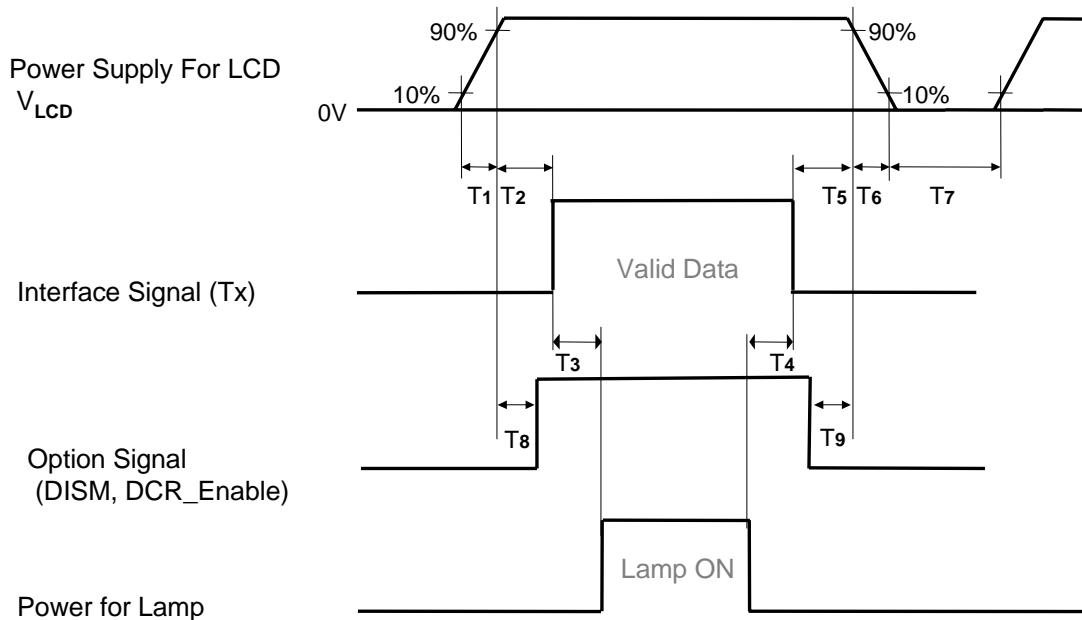 90%
90%
Power Supply For LCD
VLCD
10%
10%
0V
T1 T2
T5 T6
T7
Valid Data
Interface Signal (Tx)
T3
T4
T8
T9
Option Signal
(DISM, DCR_Enable)
Lamp ON
Power for Lamp